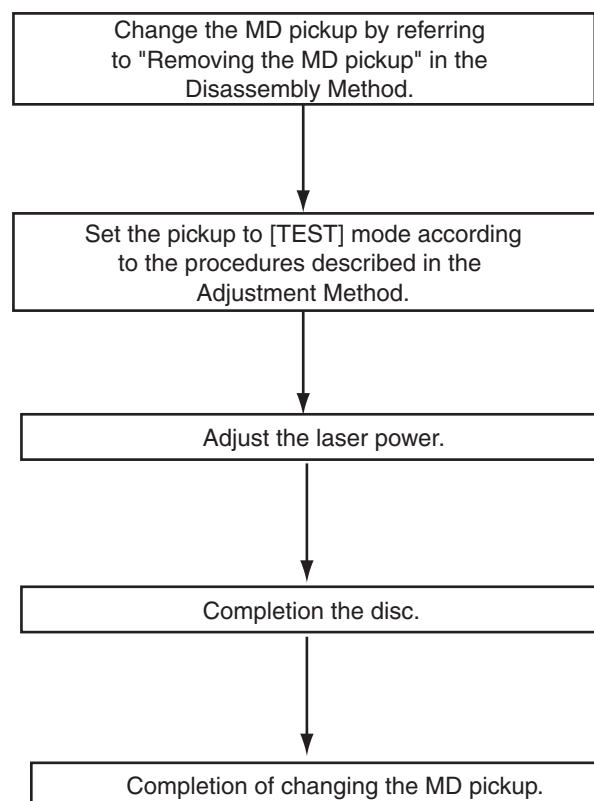 Change the MD pickup by referring
to "Removing the MD pickup" in the
Disassembly Method.
Set the pickup to [TEST] mode according
to the procedures described in the
Adjustment Method.
Adjust the laser power.
Completion the disc.
Completion of changing the MD pickup.